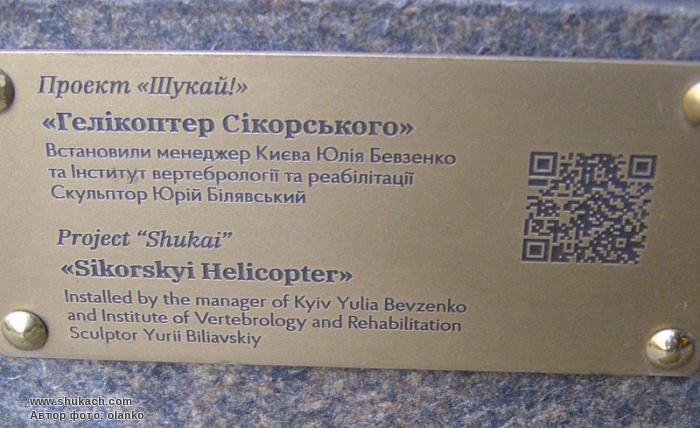 Проект «Шукай!»
«Гелікоптер Сікорського»
Встановили менеджер Києва Юлія Бевзенко
та Інститут вертебрології та реабілітації
Скульптор Юрій Білявський
Project “Shukai”
«Sikorskyi Helicopter»
Installed by the manager of Kyiv Yulia Bevzenko
and Institute of Vertebrology and Rehabilitation
Sculptor Yurii Biliavskiy
www.shukach.com
Автор фото: olanko